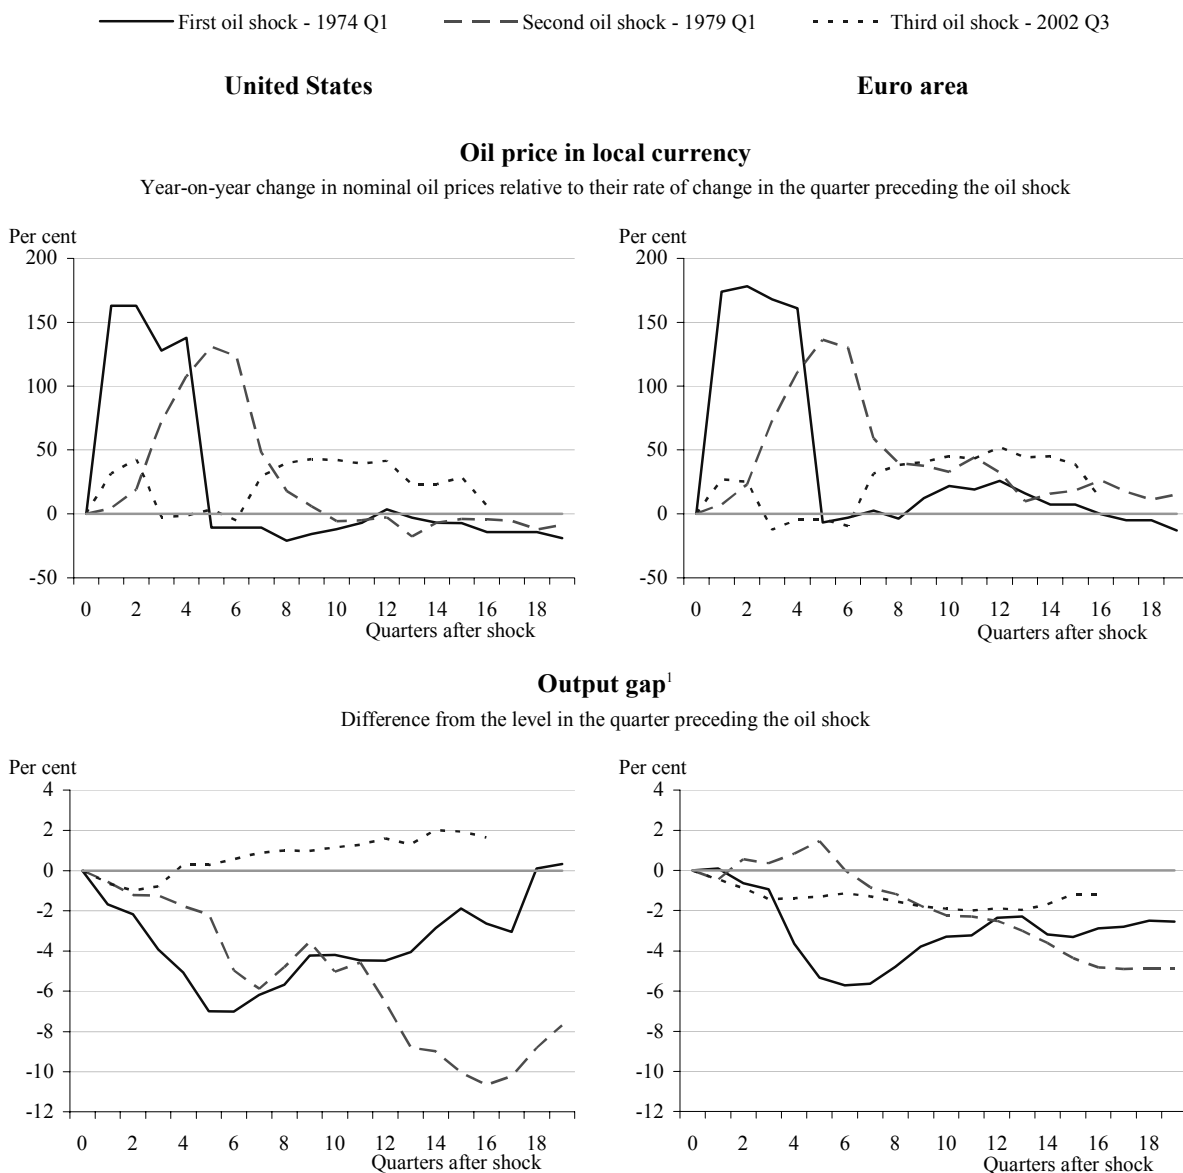 First oil shock - 1974 Q1 Second oil shock - 1979 Q1 Third oil shock - 2002 Q3
United States Euro area
Oil price in local currency
Year-on-year change in nominal oil prices relative to their rate of change in the quarter preceding the oil shock
Per cent Per cent
200 200
150 150
100 100
50 50
0 0
-50 -50
0 2 4 6 8 10 12 14 16 18 0 2 4 6 8 10 12 14 16 18
Quarters after shock Quarters after shock
Output gap1
Difference from the level in the quarter preceding the oil shock
Per cent Per cent
4 4
2 2
0 0
-2 -2
-4 -4
-6 -6
-8 -8
-10 -10
-12 -12
0 2 4 6 8 10 12 14 16 18 0 2 4 6 8 10 12 14 16 18
Quarters after shock Quarters after shock